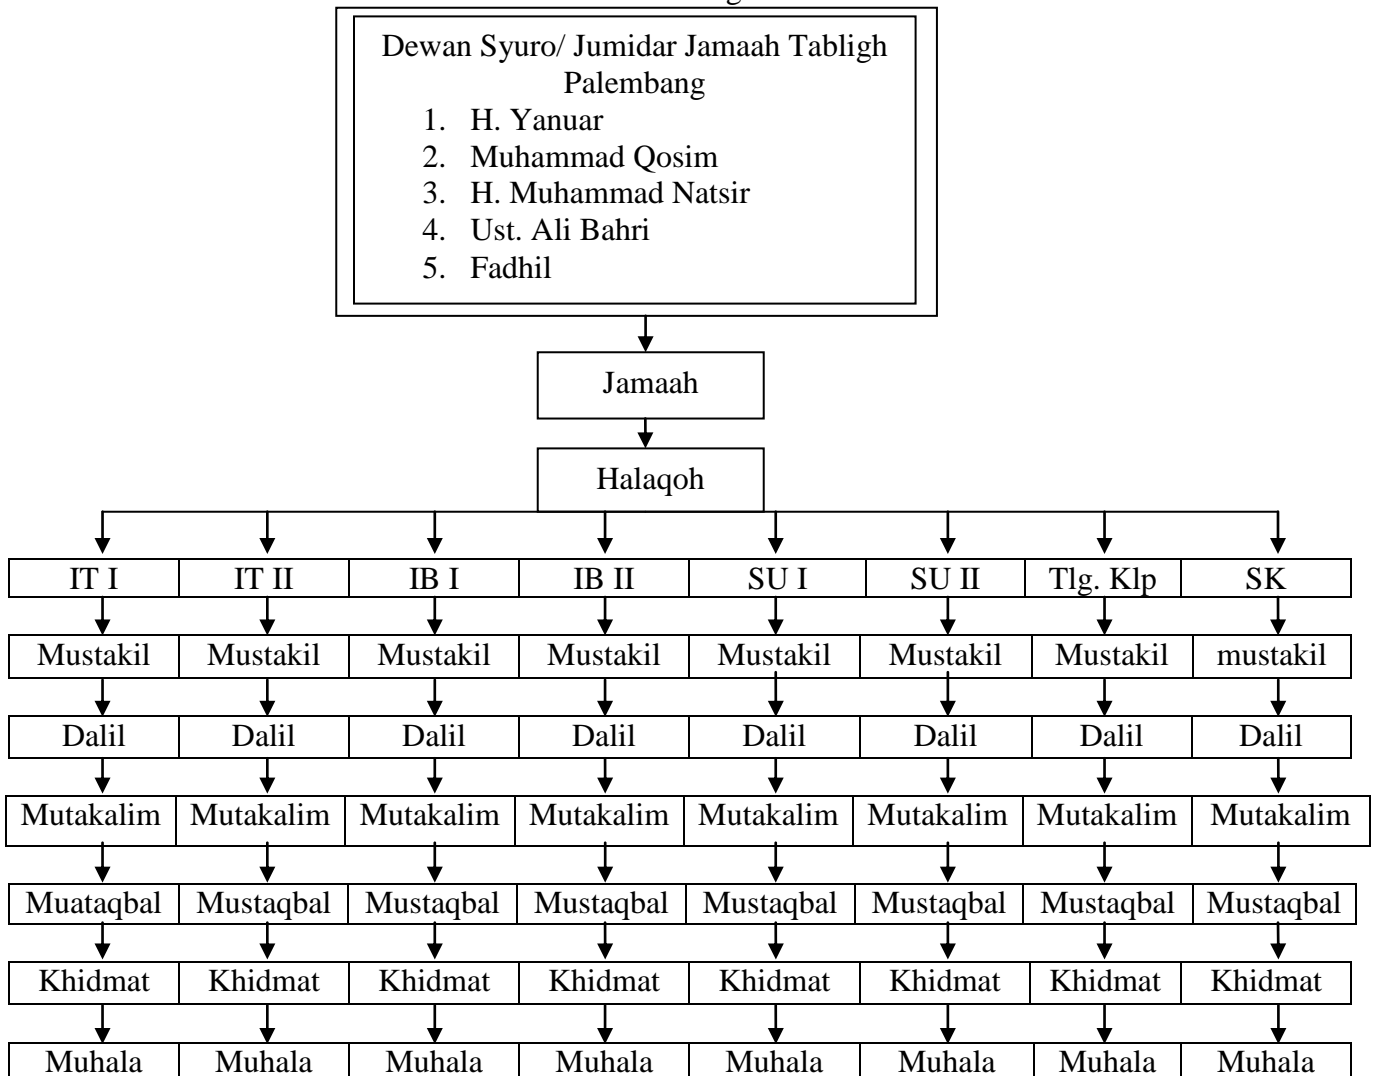 Dewan Syuro/ Jumidar Jamaah Tabligh
Palembang
1. H. Yanuar
2. Muhammad Qosim
3. H. Muhammad Natsir
4. Ust. Ali Bahri
5. Fadhil
Jamaah
Halaqoh
IT I IT II IB I IB II SU I SU II Tlg. Klp SK
Mustakil Mustakil Mustakil Mustakil Mustakil Mustakil Mustakil mustakil
Dalil Dalil Dalil Dalil Dalil Dalil Dalil Dalil
Mutakalim Mutakalim Mutakalim Mutakalim Mutakalim Mutakalim Mutakalim Mutakalim
Muataqbal Mustaqbal Mustaqbal Mustaqbal Mustaqbal Mustaqbal Mustaqbal Mustaqbal
Khidmat Khidmat Khidmat Khidmat Khidmat Khidmat Khidmat Khidmat
Muhala Muhala Muhala Muhala Muhala Muhala Muhala Muhala